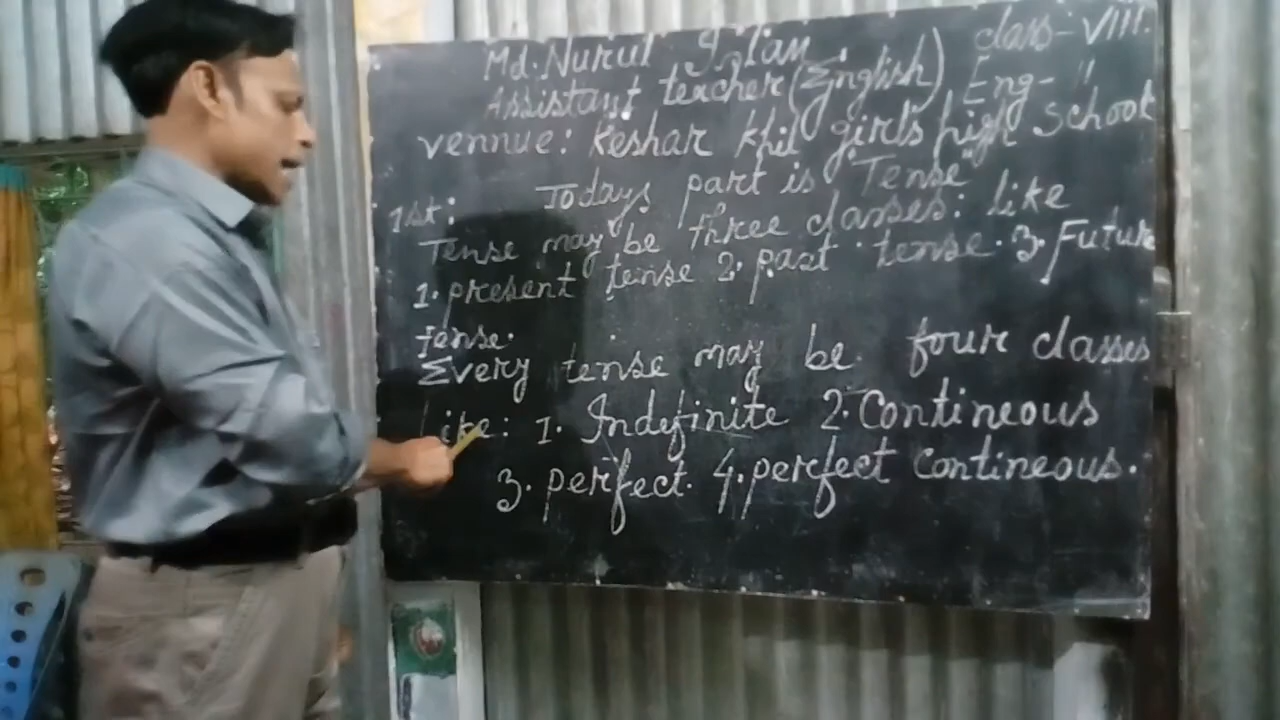 Md. Nurul Islam class-VIII.
Assistant teacher (English) Eng- "
vennue: Keshar khil girls high School
1st: Todays part is "Tense"
Tense may be three classes: like
1. present tense 2. past tense. 3. Future
tense.
Every tense may be four classes
Like: 1. Indefinite 2. Contineous
3. perfect. 4. perfect Contineous.